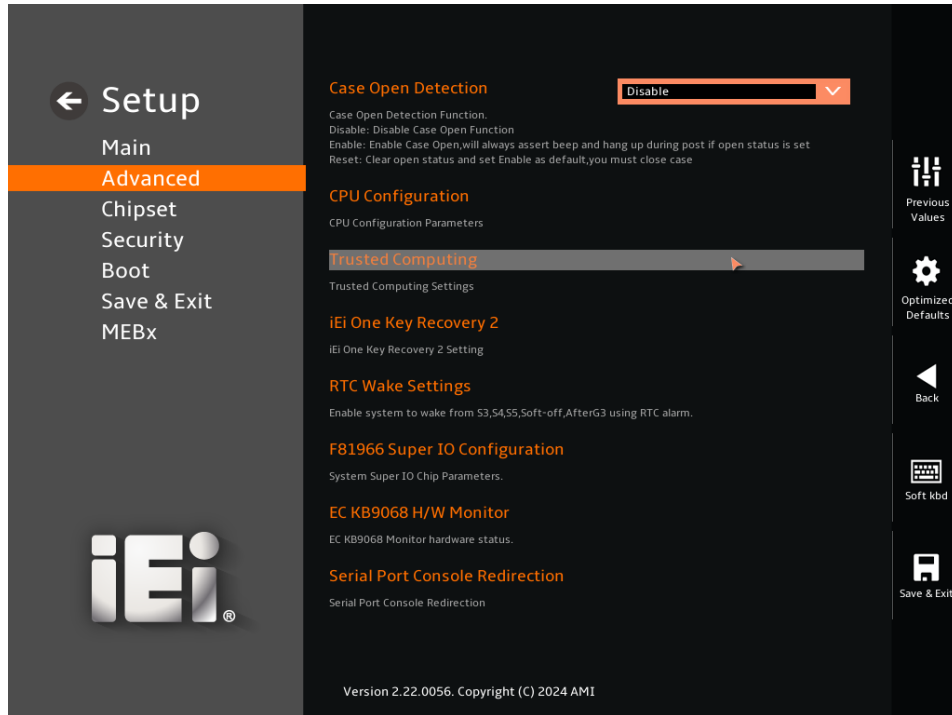 Setup
Main
Advanced
Chipset
Security
Boot
Save & Exit
MEBx
iEi®
Case Open Detection
Disable
Case Open Detection Function.
Disable: Disable Case Open Function
Enable: Enable Case Open,will always assert beep and hang up during post if open status is set
Reset: Clear open status and set Enable as default,you must close case
CPU Configuration
CPU Configuration Parameters
Trusted Computing
Trusted Computing Settings
iEi One Key Recovery 2
iEi One Key Recovery 2 Setting
RTC Wake Settings
Enable system to wake from S3,S4,S5,Soft-off,AfterG3 using RTC alarm.
F81966 Super IO Configuration
System Super IO Chip Parameters.
EC KB9068 H/W Monitor
EC KB9068 Monitor hardware status.
Serial Port Console Redirection
Serial Port Console Redirection
Version 2.22.0056. Copyright (C) 2024 AMI
Previous
Values
Optimized
Defaults
Back
Soft kbd
Save & Exit